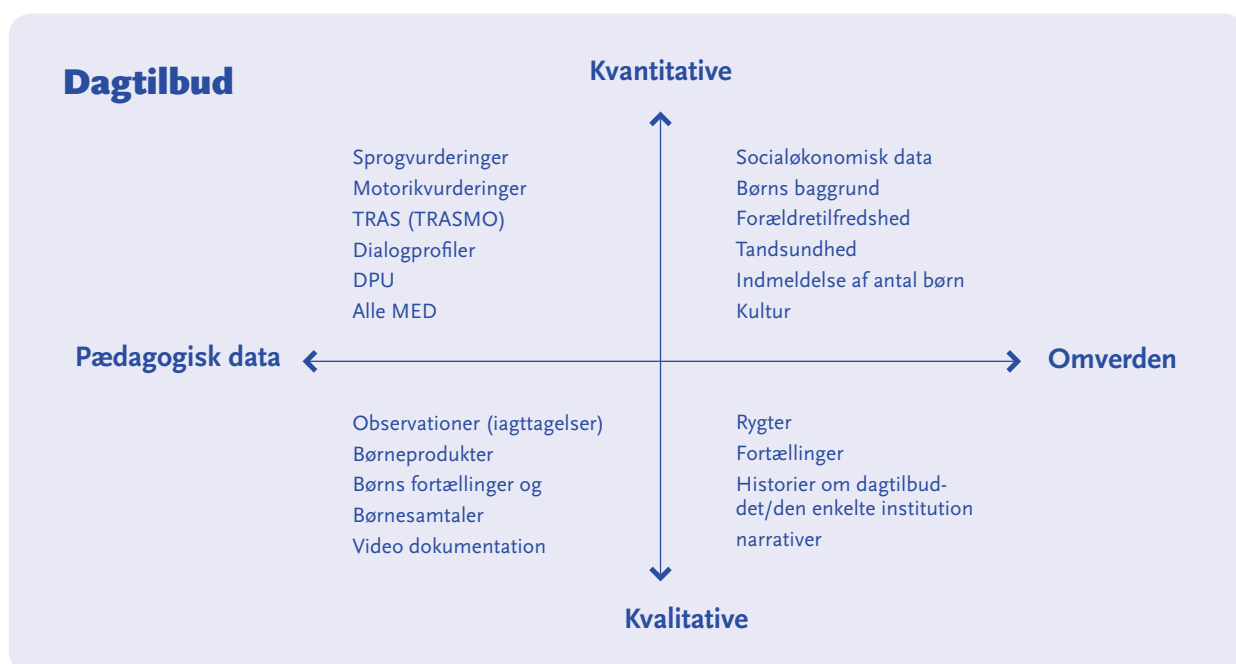 Dagtilbud
Kvantitative
Sprogvurderinger
Motorikvurderinger
TRAS (TRASMO)
Dialogprofiler
DPU
Alle MED
Socialøkonomisk data
Børns baggrund
Forældretilfredshed
Tandsundhed
Indmeldelse af antal børn
Kultur
Pædagogisk data
Omverden
Observationer (iagttagelser)
Børneprodukter
Børns fortællinger og
Børnesamtaler
Video dokumentation
Rygter
Fortællinger
Historier om dagtilbud-
det/den enkelte institution
narrativer
Kvalitative